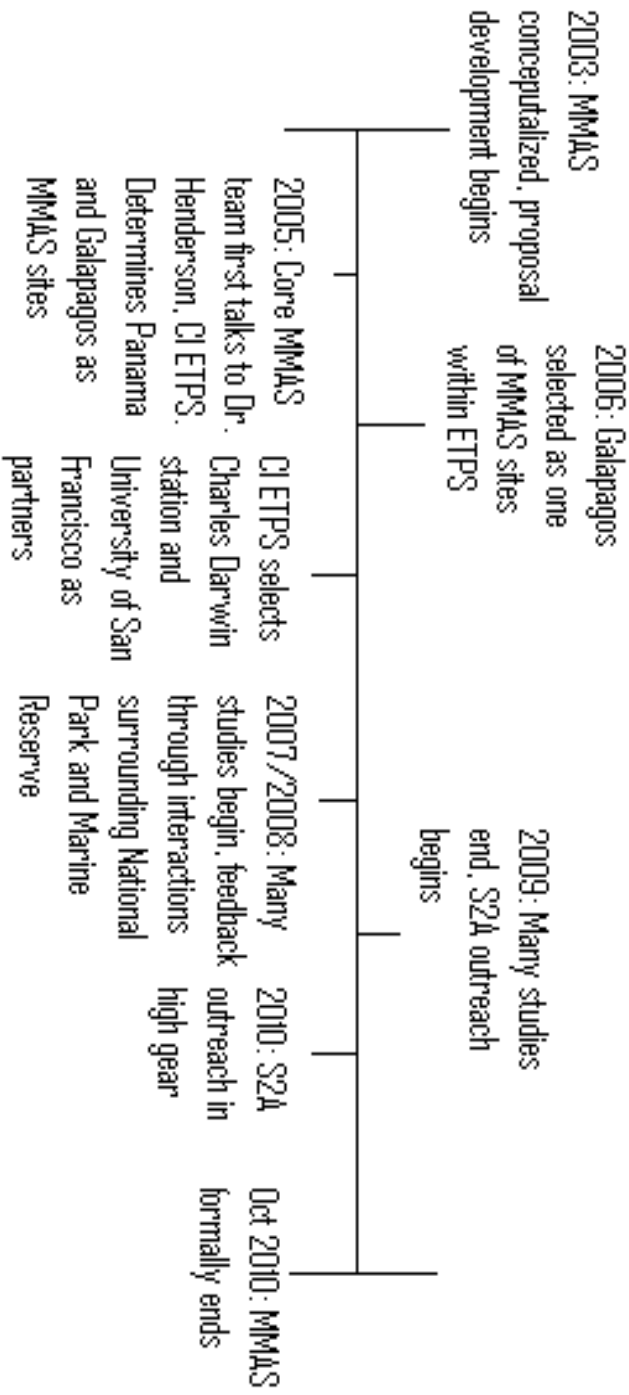 2003: MMAS
conceputalized, proposal
development begins
2005: Core MMAS
team first talks to Dr.
Henderson, CI ETPS.
Determines Panama
and Galapagos as
MMAS sites
2006: Galapagos
selected as one
of MMAS sites
within ETPS
CI ETPS selects
Charles Darwin
station and
University of San
Francisco as
partners
2007/2008: Many
studies begin, feedback
through interactions
surrounding National
Park and Marine
Reserve
2009: Many studies
end, S2A outreach
begins
2010: S2A
outreach in
high gear
Oct 2010: MMAS
formally ends